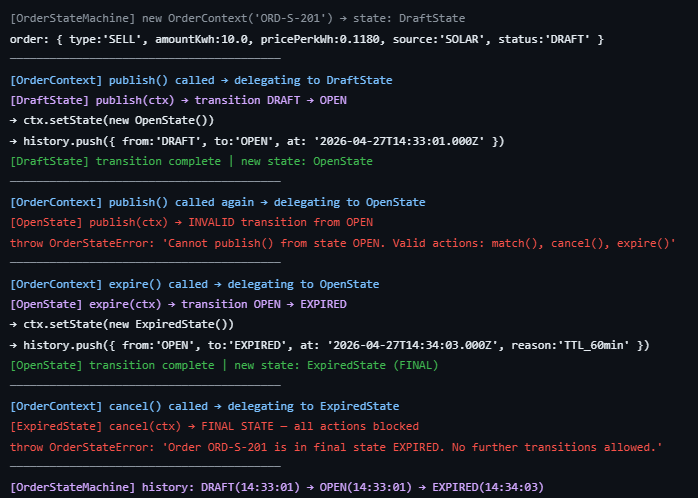 [OrderStateMachine] new OrderContext('ORD-S-201') → state: DraftState
order: { type:'SELL', amountKwh:10.0, pricePerkWh:0.1180, source:'SOLAR', status:'DRAFT' }
[OrderContext] publish() called → delegating to DraftState
[DraftState] publish(ctx) → transition DRAFT → OPEN
→ ctx.setState(new OpenState())
→ history.push({ from:'DRAFT', to:'OPEN', at: '2026-04-27T14:33:01.000Z' })
[DraftState] transition complete | new state: OpenState
[OrderContext] publish() called again → delegating to OpenState
[OpenState] publish(ctx) → INVALID transition from OPEN
throw OrderStateError: 'Cannot publish() from state OPEN. Valid actions: match(), cancel(), expire()'
[OrderContext] expire() called → delegating to OpenState
[OpenState] expire(ctx) → transition OPEN → EXPIRED
→ ctx.setState(new ExpiredState())
→ history.push({ from:'OPEN', to:'EXPIRED', at: '2026-04-27T14:34:03.000Z', reason:'TTL_60min' })
[OpenState] transition complete | new state: ExpiredState (FINAL)
[OrderContext] cancel() called → delegating to ExpiredState
[ExpiredState] cancel(ctx) → FINAL STATE — all actions blocked
throw OrderStateError: 'Order ORD-S-201 is in final state EXPIRED. No further transitions allowed.'
[OrderStateMachine] history: DRAFT(14:33:01) → OPEN(14:33:01) → EXPIRED(14:34:03)